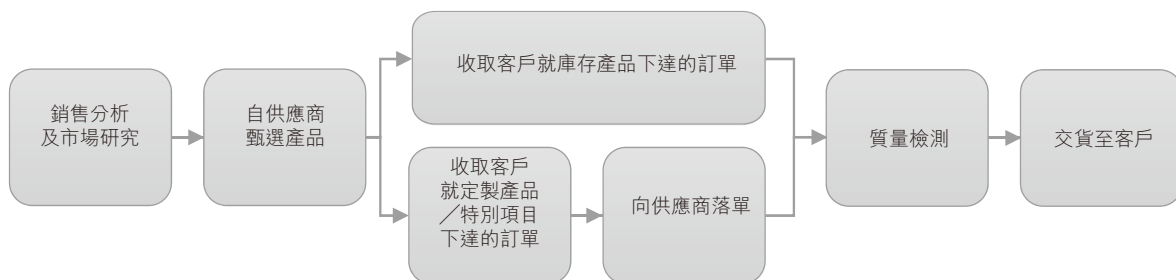 銷售分析
及市場研究
自供應商
甄選產品
收取客戶就庫存產品下達的訂單
收取客戶
就定製產品
／特別項目
下達的訂單
向供應商落單
質量檢測
交貨至客戶